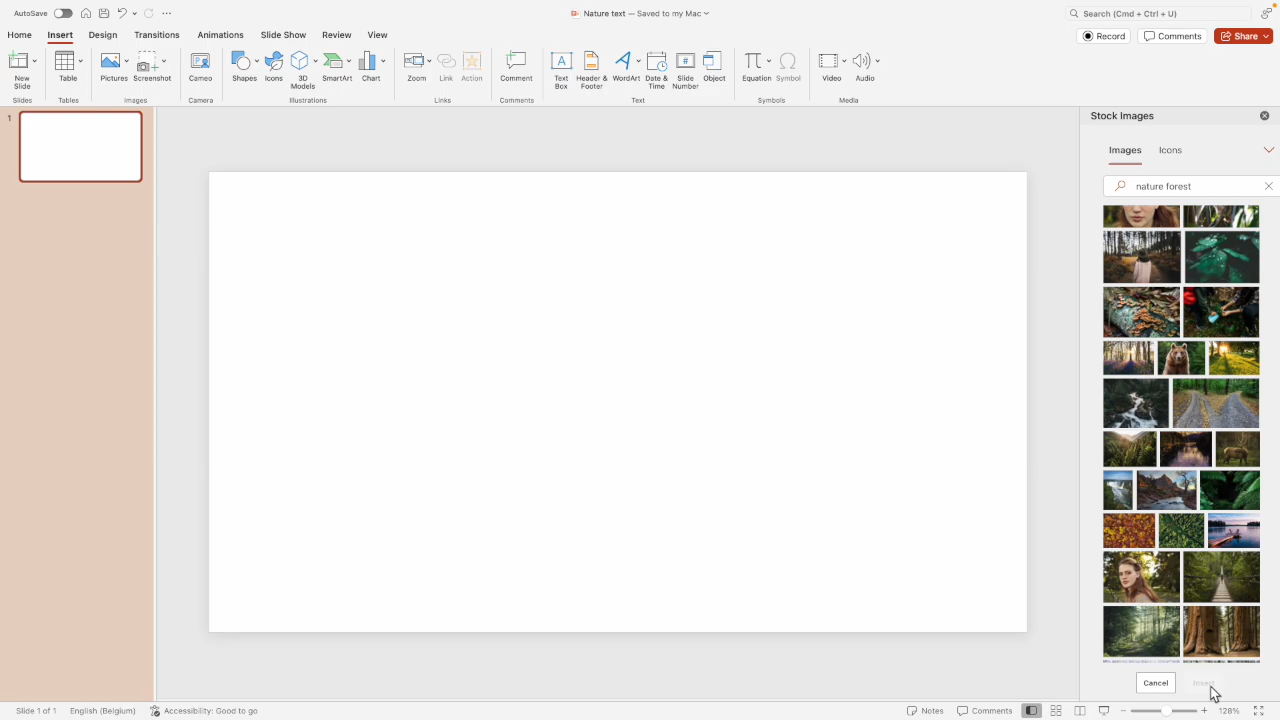 AutoSave
Nature text — Saved to my Mac
Search (Cmd + Ctrl + U)
Home Insert Design Transitions Animations Slide Show Review View
Record Comments Share
New Slide
Table
Pictures
Screenshot
Cameo
Shapes
Icons
3D Models
SmartArt
Chart
Zoom
Link
Action
Comment
Text Box
Header & Footer
WordArt
Date & Time
Slide Number
Object
Equation
Symbol
Video
Audio
Slides Tables Images Camera Illustrations Links Comments Text Symbols Media
1
Stock Images
Images Icons
nature forest
Cancel Insert
Slide 1 of 1 English (Belgium) Accessibility: Good to go Notes Comments 128%